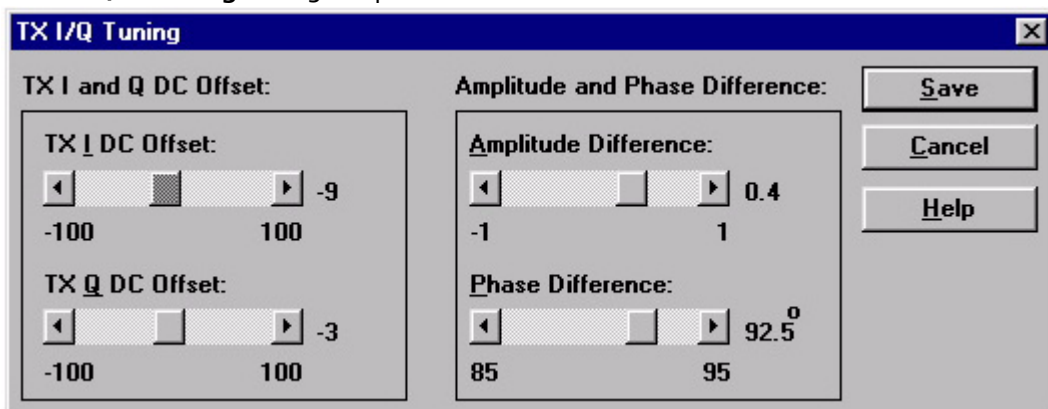 TX I/Q Tuning
TX I and Q DC Offset:
TX I DC Offset:
-9
-100 100
TX Q DC Offset:
-3
-100 100
Amplitude and Phase Difference:
Amplitude Difference:
0.4
-1 1
Phase Difference:
92.5°
85 95
Save
Cancel
Help